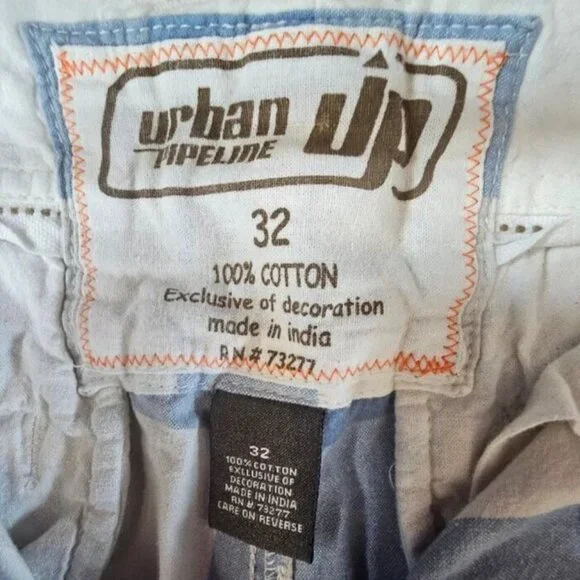 urban up
PIPELINE
32
100% COTTON
Exclusive of decoration
made in india
RN # 73277
32
100% COTTON
EXCLUSIVE OF
DECORATION
MADE IN INDIA
RN # 73277
CARE ON REVERSE